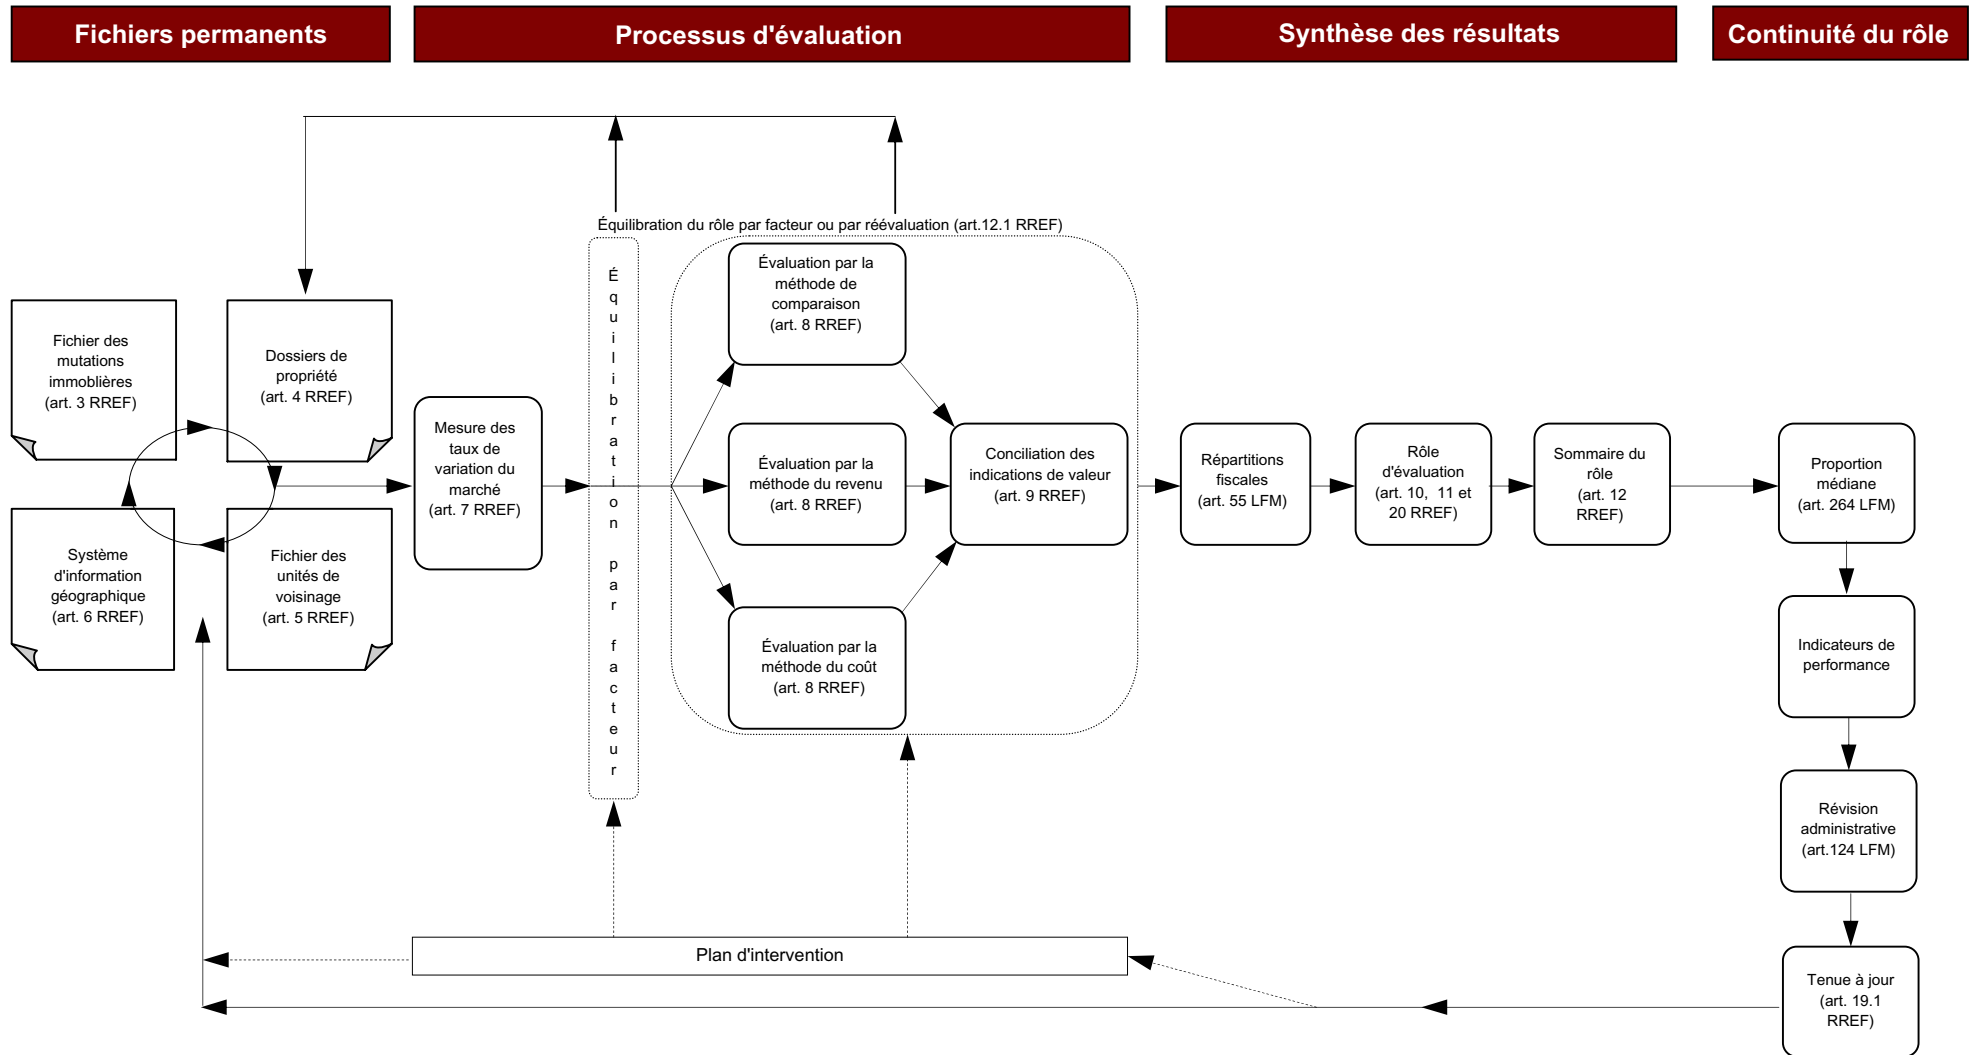 Fichiers permanents
Processus d'évaluation
Synthèse des résultats
Continuité du rôle
Équilibration du rôle par facteur ou par réévaluation (art.12.1 RREF)
Fichier des
mutations
immoblières
(art. 3 RREF)
Dossiers de
propriété
(art. 4 RREF)
Système
d'information
géographique
(art. 6 RREF)
Fichier des
unités de
voisinage
(art. 5 RREF)
Mesure des
taux de
variation du
marché
(art. 7 RREF)
Équilibration par facteur
Évaluation par la
méthode de
comparaison
(art. 8 RREF)
Évaluation par la
méthode du revenu
(art. 8 RREF)
Évaluation par la
méthode du coût
(art. 8 RREF)
Conciliation des
indications de valeur
(art. 9 RREF)
Répartitions
fiscales
(art. 55 LFM)
Rôle
d'évaluation
(art. 10, 11 et
20 RREF)
Sommaire du
rôle
(art. 12
RREF)
Proportion
médiane
(art. 264 LFM)
Indicateurs de
performance
Révision
administrative
(art.124 LFM)
Tenue à jour
(art. 19.1
RREF)
Plan d'intervention